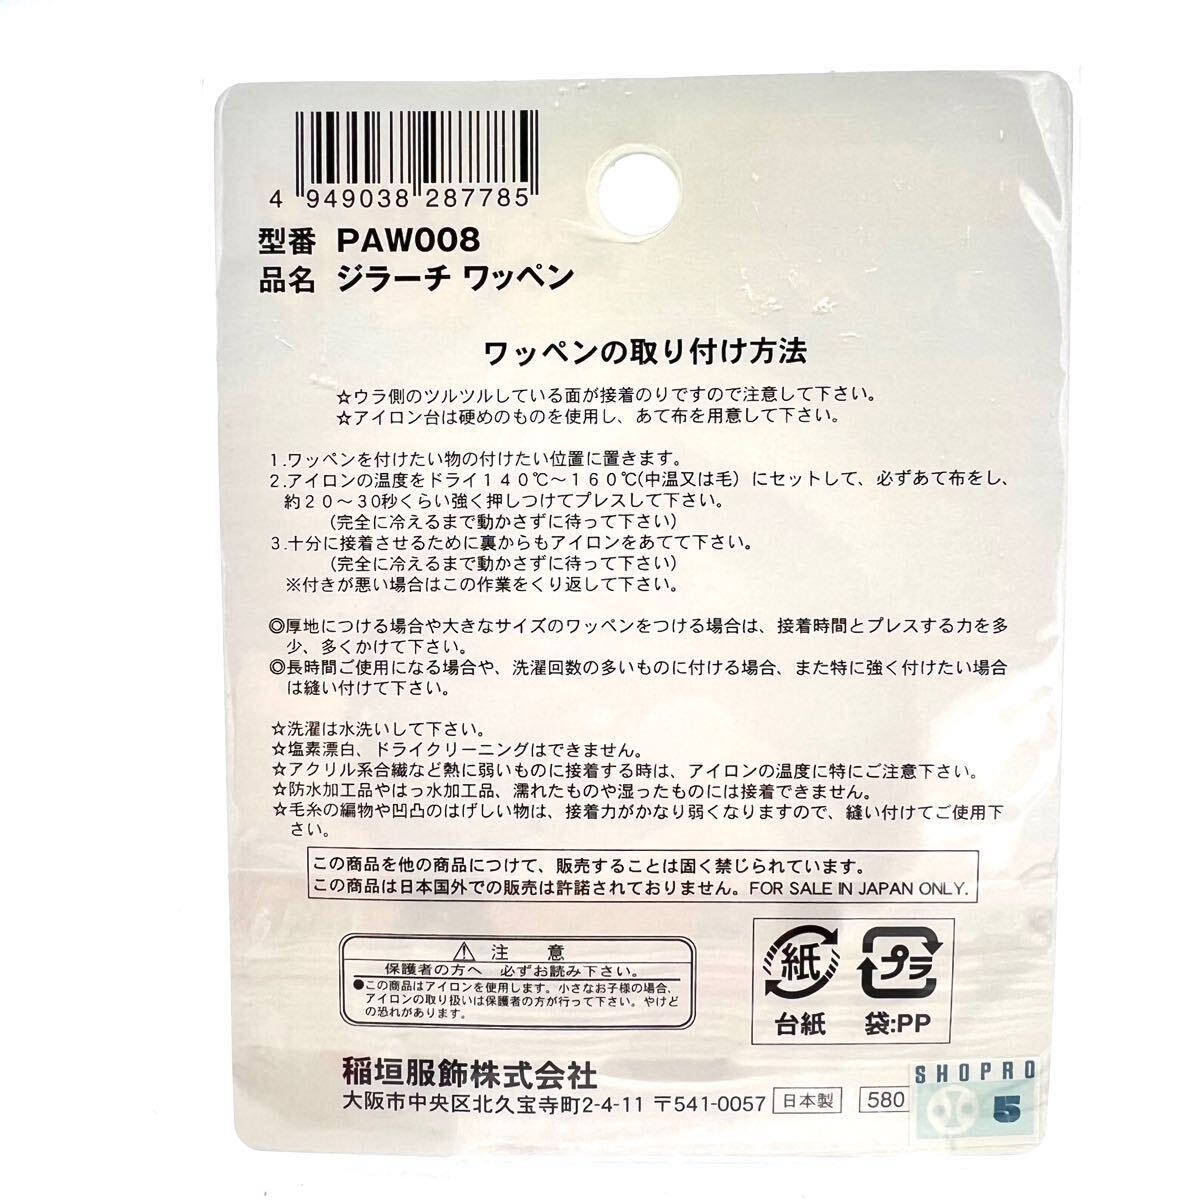 4 949038 287785
型番 PAW008
品名 ジラーチ ワッペン
ワッペンの取り付け方法
☆ウラ側のツルツルしている面が接着のりですので注意して下さい。
☆アイロン台は硬めのものを使用し、あて布を用意して下さい。
1.ワッペンを付けたい物の付けたい位置に置きます。
2.アイロンの温度をドライ140℃〜160℃(中温又は毛)にセットして、必ずあて布をし、
約20〜30秒くらい強く押しつけてプレスして下さい。
(完全に冷えるまで動かさずに待って下さい)
3.十分に接着させるために裏からもアイロンをあてて下さい。
(完全に冷えるまで動かさずに待って下さい)
※付きが悪い場合はこの作業をくり返して下さい。
◎厚地につける場合や大きなサイズのワッペンをつける場合は、接着時間とプレスする力を多
少、多くかけて下さい。
◎長時間ご使用になる場合や、洗濯回数の多いものに付ける場合、また特に強く付けたい場合
は縫い付けて下さい。
☆洗濯は水洗いして下さい。
☆塩素漂白、ドライクリーニングはできません。
☆アクリル系合繊など熱に弱いものに接着する時は、アイロンの温度に特にご注意下さい。
☆防水加工品やはっ水加工品、濡れたものや湿ったものには接着できません。
☆毛糸の編物や凹凸のはげしい物は、接着力がかなり弱くなりますので、縫い付けてご使用下
さい。
この商品を他の商品につけて、販売することは固く禁じられています。
この商品は日本国外での販売は許諾されておりません。FOR SALE IN JAPAN ONLY.
⚠ 注 意
保護者の方へ 必ずお読み下さい。
●この商品はアイロンを使用します。小さなお子様の場合、
アイロンの取り扱いは保護者の方が行って下さい。やけど
の恐れがあります。
紙 プラ
台紙 袋:PP
稲垣服飾株式会社
大阪市中央区北久宝寺町2-4-11 〒541-0057 日本製 580
SHOPRO
5